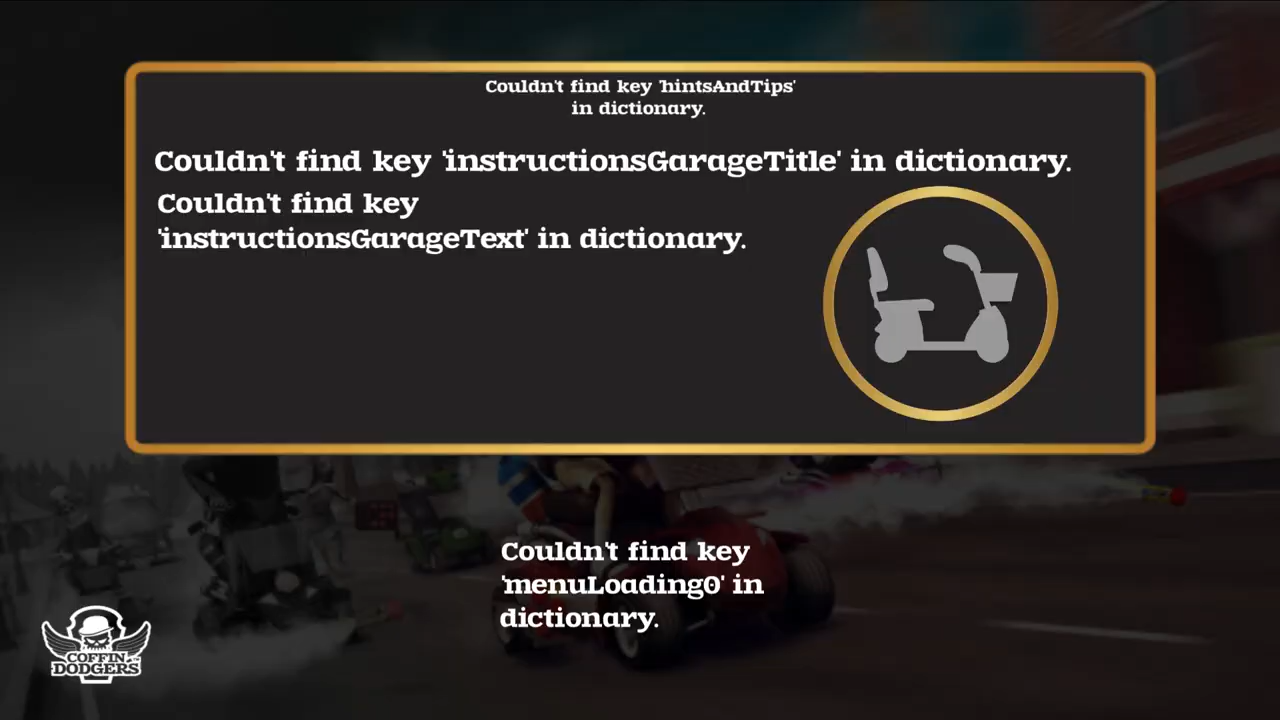 Couldn't find key 'hintsAndTips'
in dictionary.
Couldn't find key 'instructionsGarageTitle' in dictionary.
Couldn't find key
'instructionsGarageText' in dictionary.
Couldn't find key
'menuLoading0' in
dictionary.
COFFIN
DODGERS